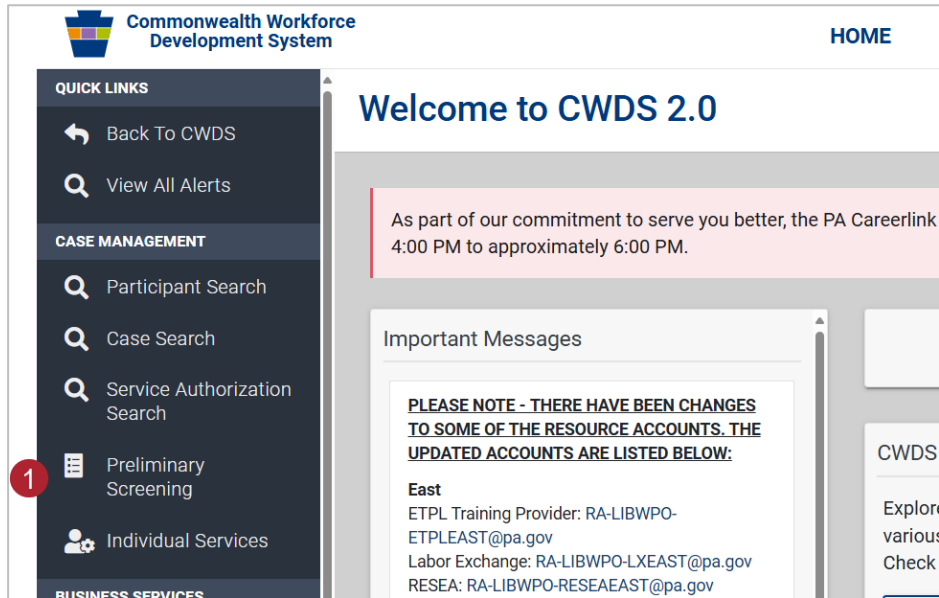 Commonwealth Workforce
Development System
HOME
QUICK LINKS
Back To CWDS
View All Alerts
CASE MANAGEMENT
Participant Search
Case Search
Service Authorization
Search
1
Preliminary
Screening
Individual Services
BUSINESS SERVICES
Welcome to CWDS 2.0
As part of our commitment to serve you better, the PA Careerlink
4:00 PM to approximately 6:00 PM.
Important Messages
PLEASE NOTE - THERE HAVE BEEN CHANGES
TO SOME OF THE RESOURCE ACCOUNTS. THE
UPDATED ACCOUNTS ARE LISTED BELOW:
East
ETPL Training Provider: RA-LIBWPO-
ETPLEAST@pa.gov
Labor Exchange: RA-LIBWPO-LXEAST@pa.gov
RESEA: RA-LIBWPO-RESEAEAST@pa.gov
CWDS
Explore
various
Check